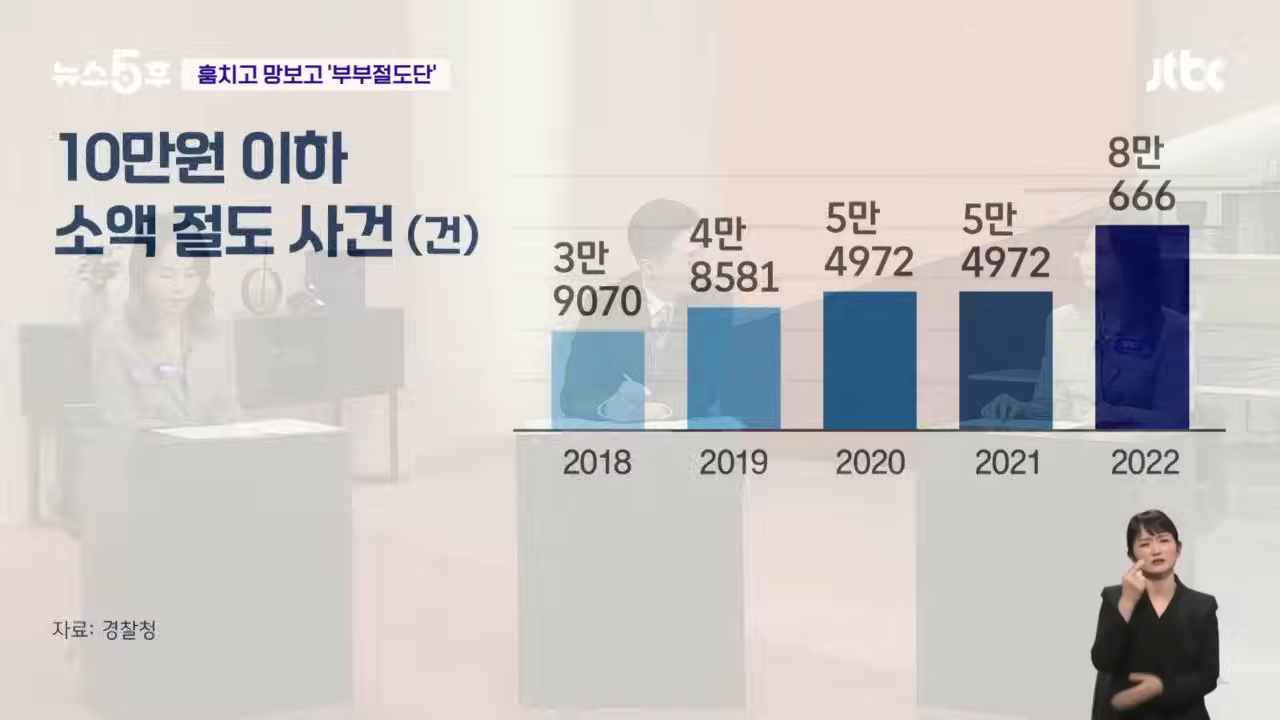 뉴스5후
훔치고 망보고 '부부절도단'
jtbc
10만원 이하
소액 절도 사건 (건)
3만
9070
4만
8581
5만
4972
5만
4972
8만
666
2018
2019
2020
2021
2022
자료: 경찰청